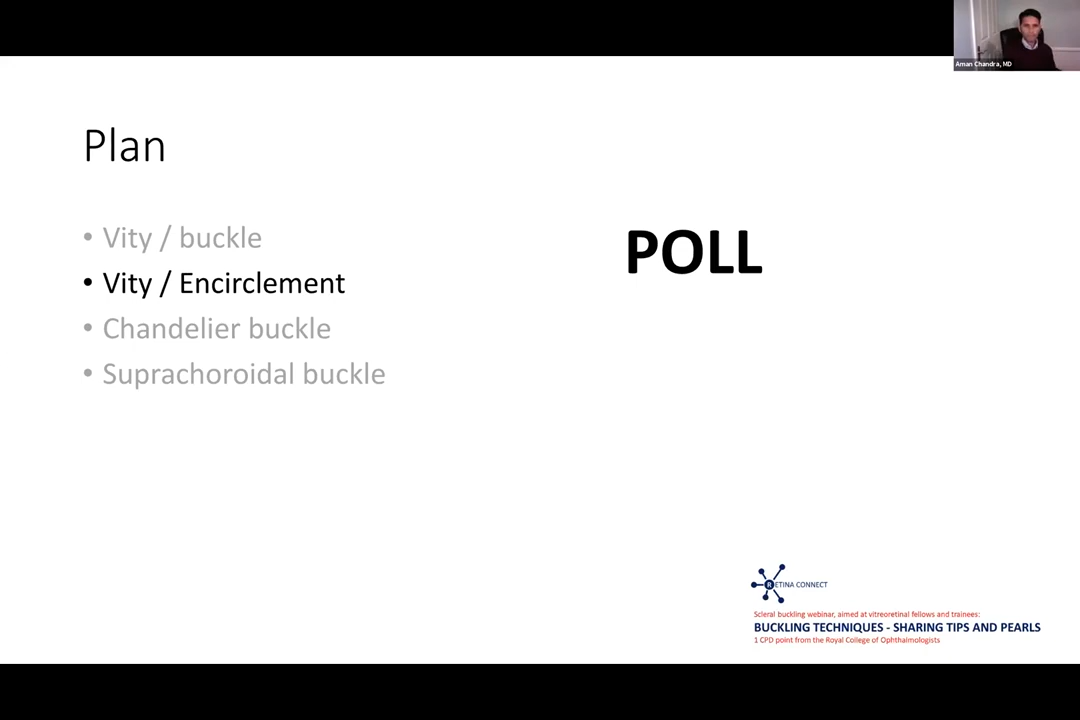 Aman Chandra, MD
Plan
• Vity / buckle
• Vity / Encirclement
• Chandelier buckle
• Suprachoroidal buckle
POLL
RETINA CONNECT
Scleral buckling webinar, aimed at vitreoretinal fellows and trainees:
BUCKLING TECHNIQUES - SHARING TIPS AND PEARLS
1 CPD point from the Royal College of Ophthalmologists